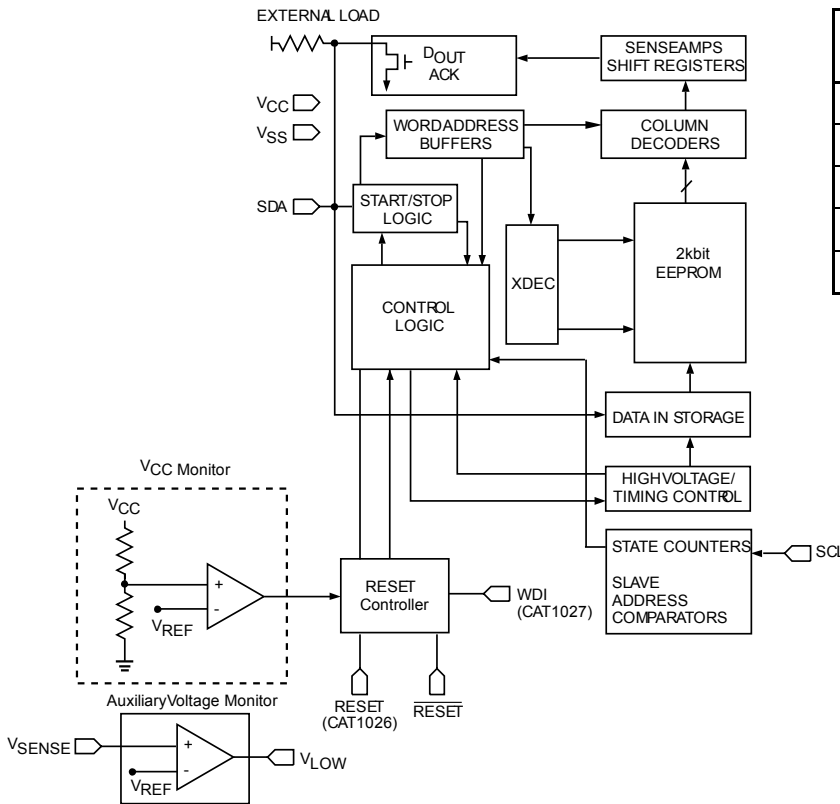 EXTERNAL LOAD
DOUT
ACK
SENSEAMPS
SHIFT REGISTERS
VCC
VSS
WORDADDRESS
BUFFERS
COLUMN
DECODERS
SDA
START/STOP
LOGIC
XDEC
2kbit
EEPROM
CONTROL
LOGIC
DATA IN STORAGE
VCC Monitor
HIGHVOLTAGE/
TIMING CONTROL
VCC
STATE COUNTERS
SCL
SLAVE
ADDRESS
COMPARATORS
+
-
VREF
RESET
Controller
WDI
(CAT1027)
RESET
(CAT1026)
RESET
AuxiliaryVoltage Monitor
VSENSE
+
-
VREF
VLOW